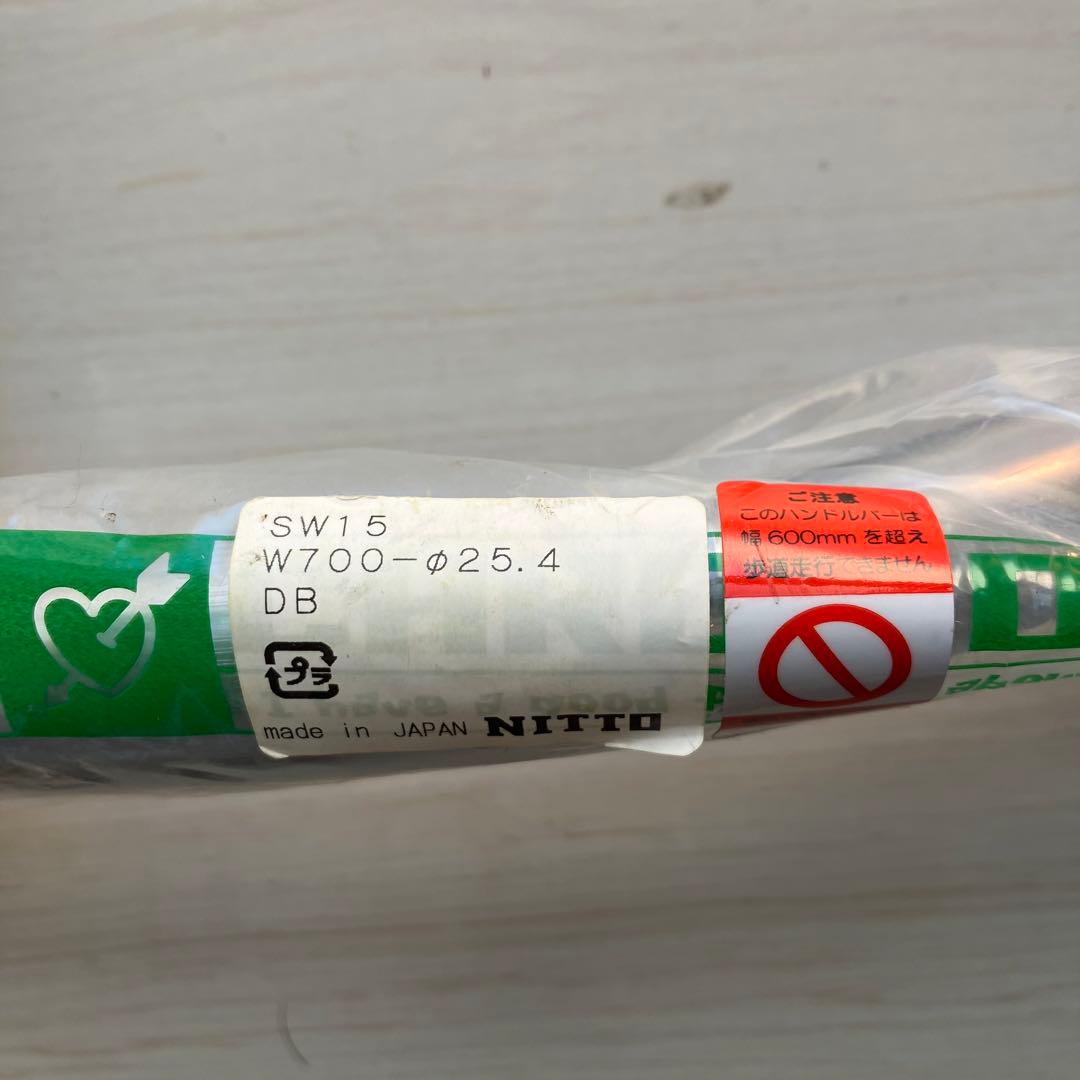 SW15
W700-φ25.4
DB
プラ
made in JAPAN NITTO
ご注意
このハンドルバーは
幅600mmを超え
歩道走行できません
have a good